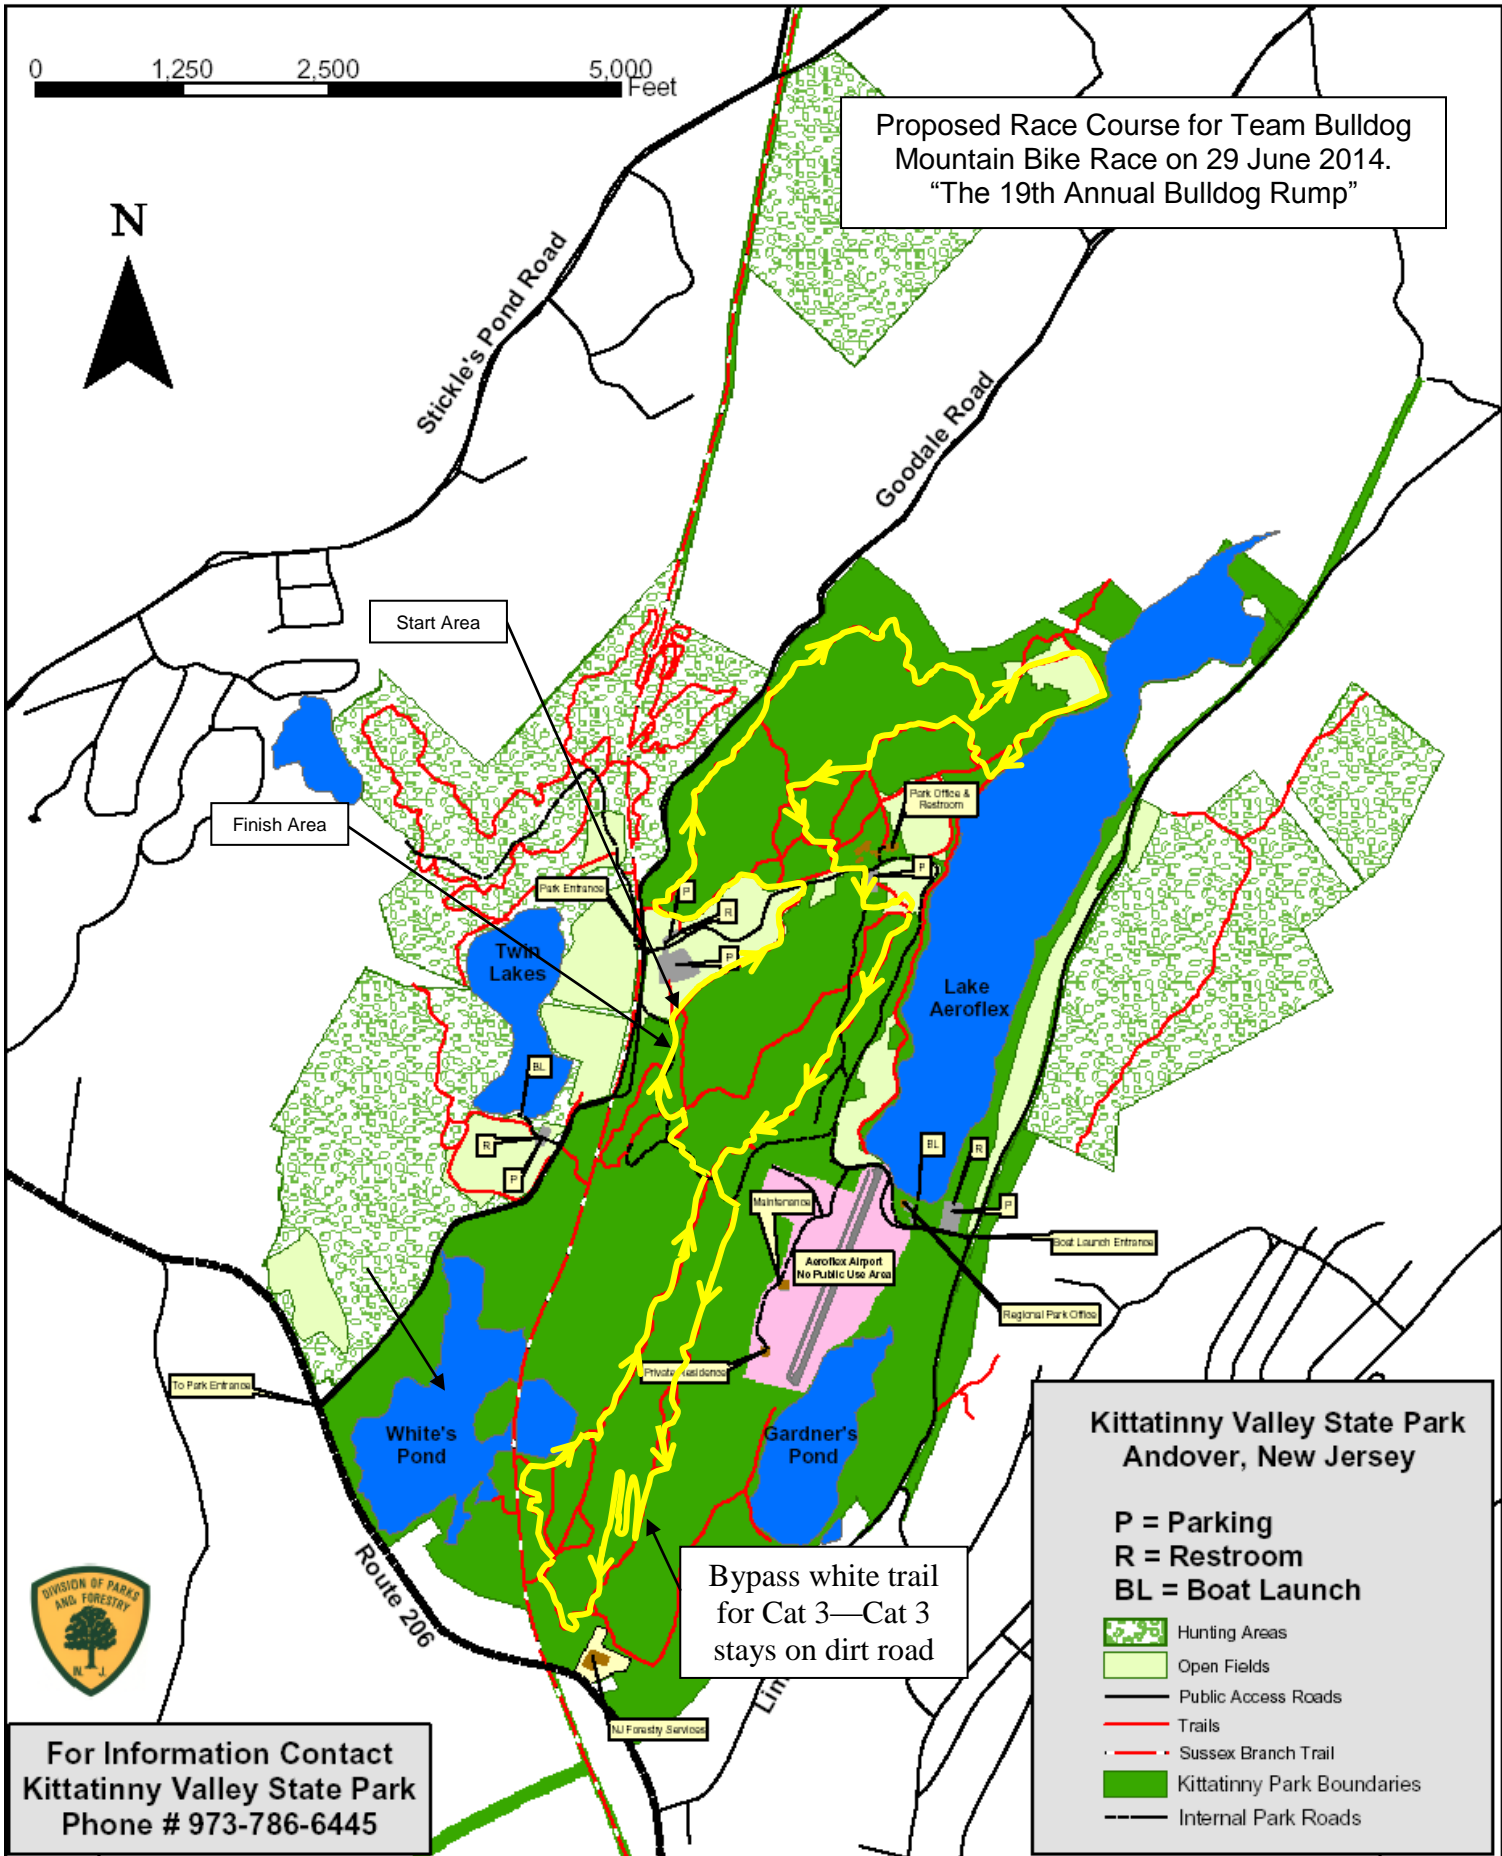 0 1,250 2,500 5,000
Feet
Proposed Race Course for Team Bulldog
Mountain Bike Race on 29 June 2014.
“The 19th Annual Bulldog Rump”
N
Stickle's Pond Road
Goodale Road
Start Area
Finish Area
Park Office &
Restroom
P
Park Entrance
P
R
P
Twin
Lakes
Lake
Aeroflex
BL
R
P
BL
R
P
Maintenance
Boat Launch Entrance
Aeroflex Airport
No Public Use Area
Regional Park Office
Private Residence
To Park Entrance
White's
Pond
Gardner's
Pond
Route 206
Bypass white trail
for Cat 3—Cat 3
stays on dirt road
NJ Forestry Services
DIVISION OF PARKS
AND FORESTRY
N. J.
For Information Contact
Kittatinny Valley State Park
Phone # 973-786-6445
Kittatinny Valley State Park
Andover, New Jersey
P = Parking
R = Restroom
BL = Boat Launch
Hunting Areas
Open Fields
Public Access Roads
Trails
Sussex Branch Trail
Kittatinny Park Boundaries
Internal Park Roads